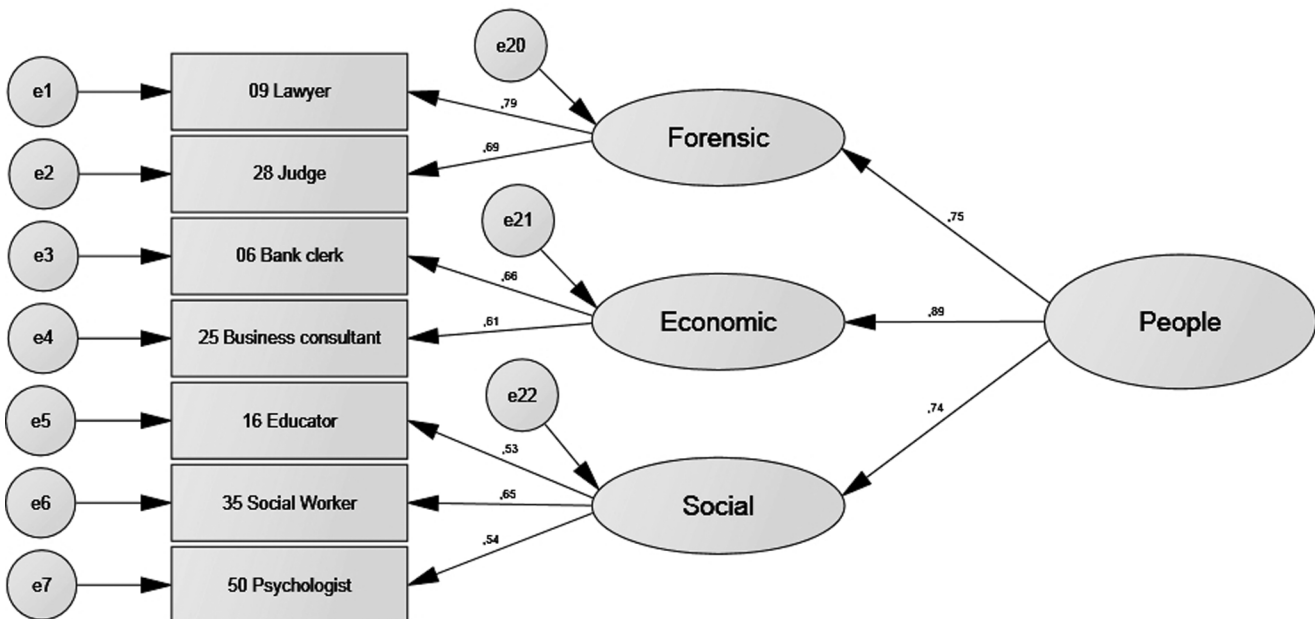 e20
e1
09 Lawyer
,79
Forensic
e2
28 Judge
,69
e21
,75
e3
06 Bank clerk
,66
Economic
,89
People
e4
25 Business consultant
,61
e22
e5
16 Educator
,53
,74
e6
35 Social Worker
,65
Social
e7
50 Psychologist
,54